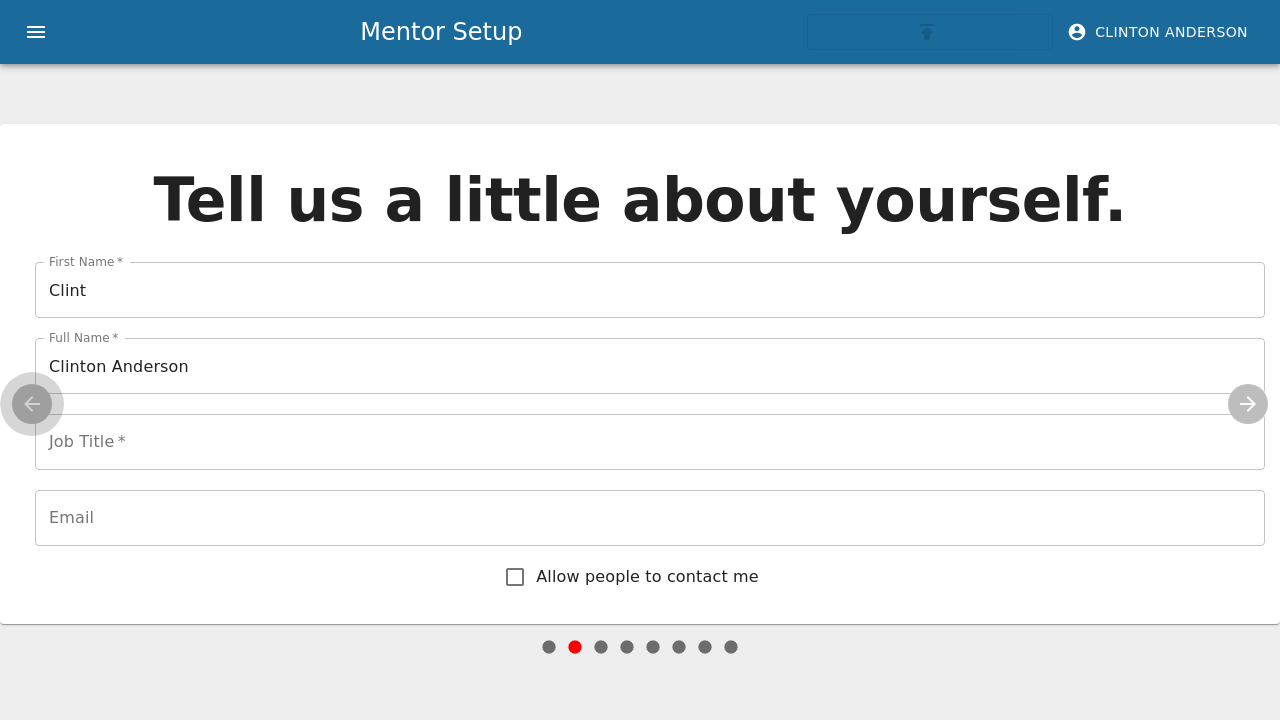 Mentor Setup
CLINTON ANDERSON
Tell us a little about yourself.
First Name *
Clint
Full Name *
Clinton Anderson
Job Title *
Email
Allow people to contact me